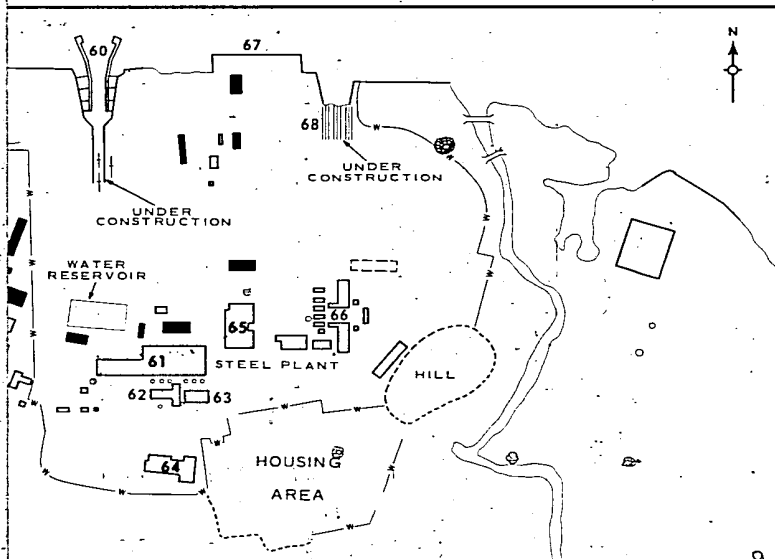 60
67
N
68
UNDER
CONSTRUCTION
UNDER
CONSTRUCTION
W
W
W
W
W
WATER
RESERVOIR
W
W
65
66
61
STEEL PLANT
HILL
62
63
W
W
W
64
HOUSING
AREA
W
W
W
W
W
9